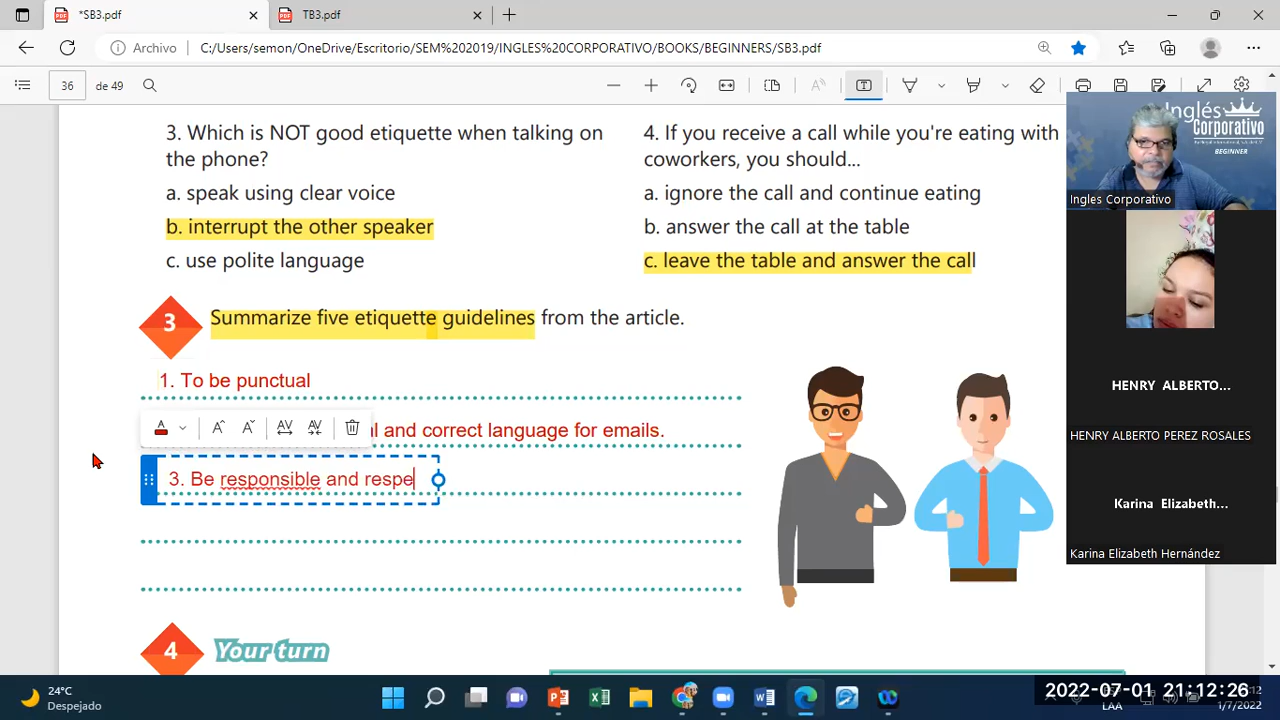 *SB3.pdf
TB3.pdf
Archivo
C:/Users/semon/OneDrive/Escritorio/SEM%202019/INGLES%20CORPORATIVO/BOOKS/BEGINNERS/SB3.pdf
36
de 49
3. Which is NOT good etiquette when talking on
the phone?
a. speak using clear voice
b. interrupt the other speaker
c. use polite language
4. If you receive a call while you're eating with
coworkers, you should...
a. ignore the call and continue eating
b. answer the call at the table
c. leave the table and answer the call
3
Summarize five etiquette guidelines from the article.
1. To be punctual
l and correct language for emails.
3. Be responsible and respe
4
Your turn
Inglés
Corporativo
BEGINNER
Ingles Corporativo
HENRY ALBERTO...
HENRY ALBERTO PEREZ ROSALES
Karina Elizabeth...
Karina Elizabeth Hernández
24°C
Despejado
LAA
2022-07-01 21:12:26
1/7/2022